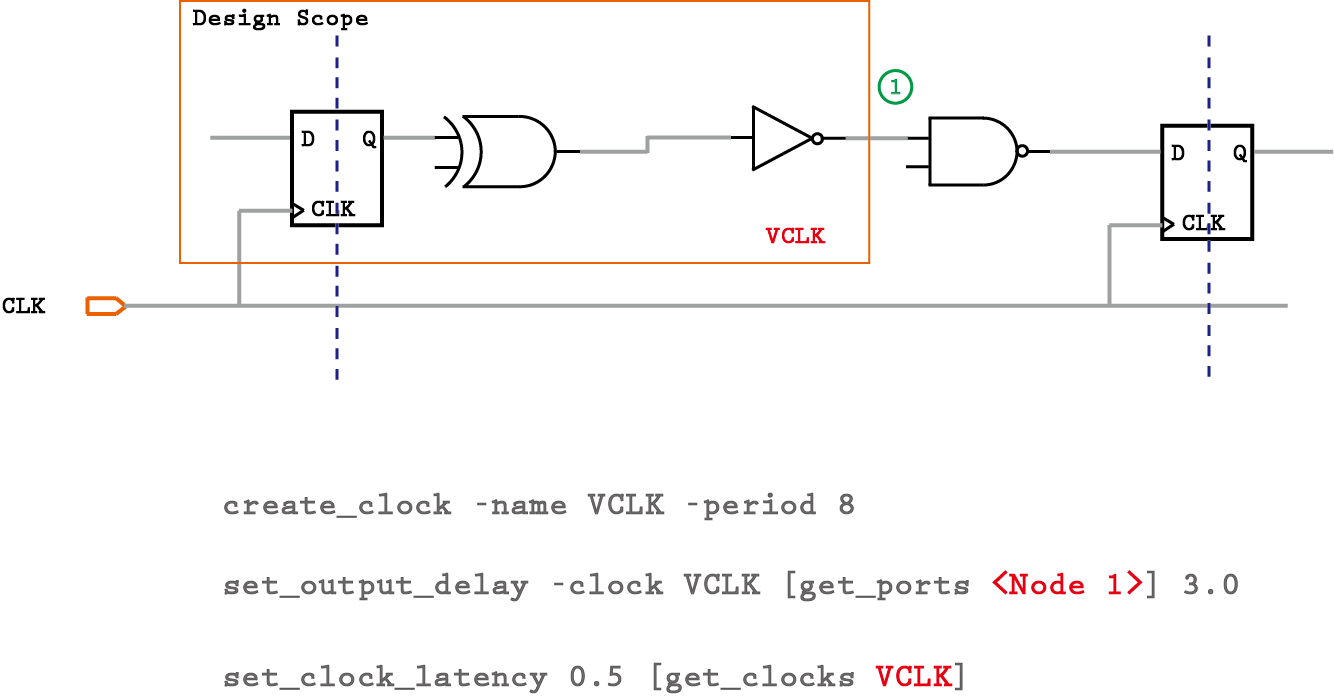 Design Scope
1
D Q
CLK
VCLK
D Q
CLK
CLK
create_clock -name VCLK -period 8
set_output_delay -clock VCLK [get_ports <Node 1>] 3.0
set_clock_latency 0.5 [get_clocks VCLK]